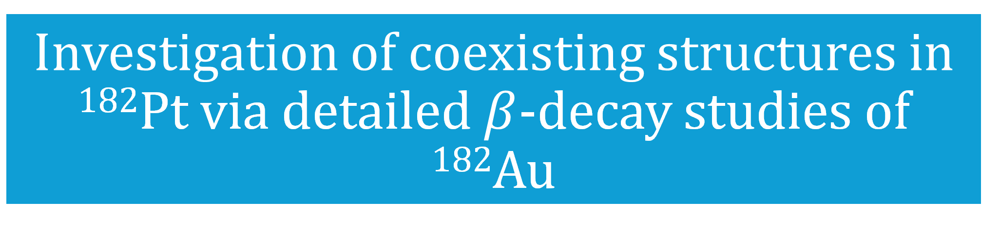 Investigation of coexisting structures in
¹⁸²Pt via detailed β-decay studies of
¹⁸²Au